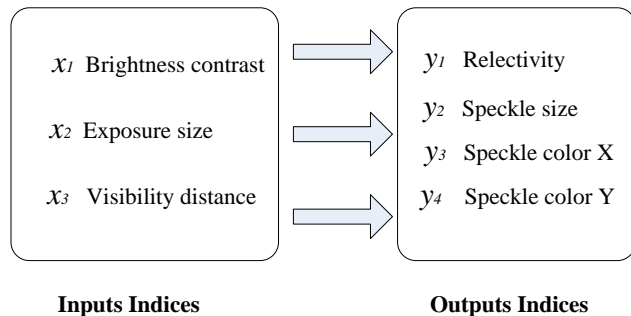 x1 Brightness contrast
x2 Exposure size
x3 Visibility distance
y1 Relectivity
y2 Speckle size
y3 Speckle color X
y4 Speckle color Y
Inputs Indices
Outputs Indices